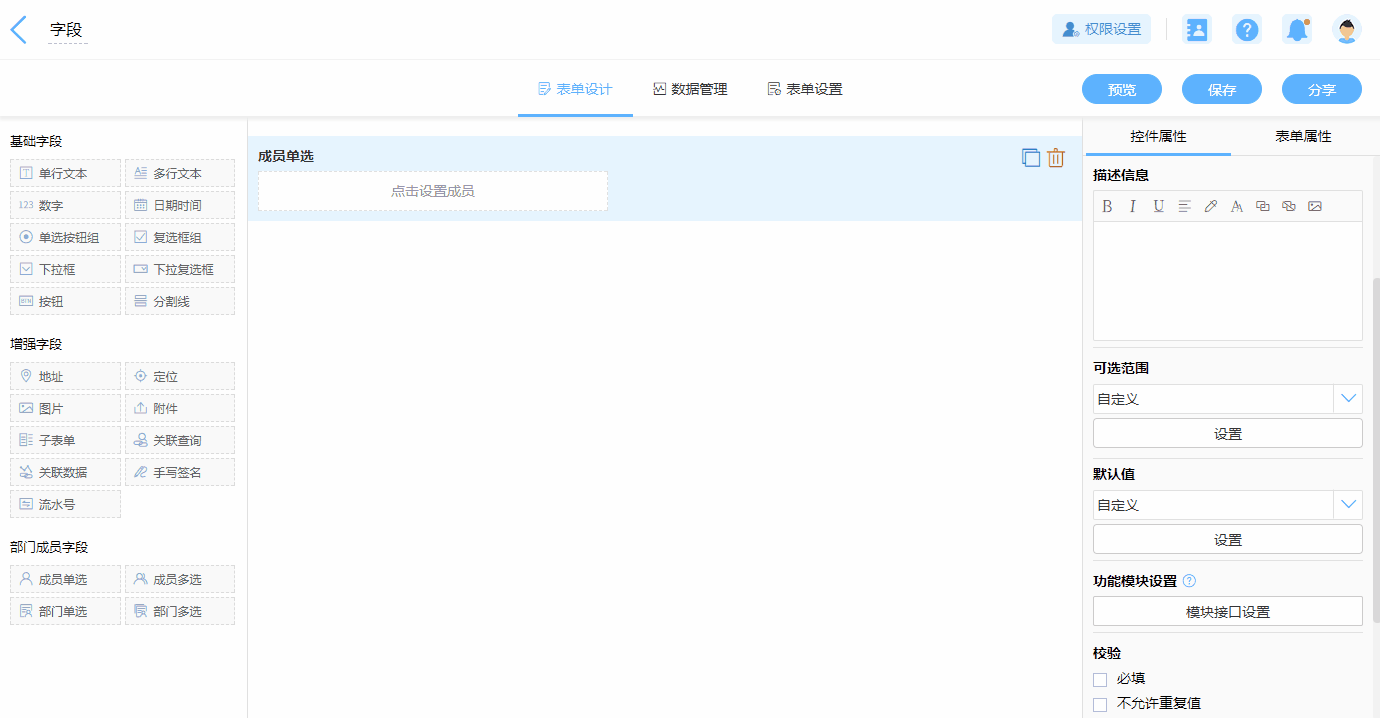 字段
权限设置
表单设计 数据管理 表单设置
预览 保存 分享
基础字段
单行文本 多行文本
123 数字 日期时间
单选按钮组 复选框组
下拉框 下拉复选框
BTN 按钮 分割线
增强字段
地址 定位
图片 附件
子表单 关联查询
关联数据 手写签名
流水号
部门成员字段
成员单选 成员多选
部门单选 部门多选
成员单选
点击设置成员
控件属性 表单属性
描述信息
B I U A
可选范围
自定义
设置
默认值
自定义
设置
功能模块设置 ?
模块接口设置
校验
必填
不允许重复值